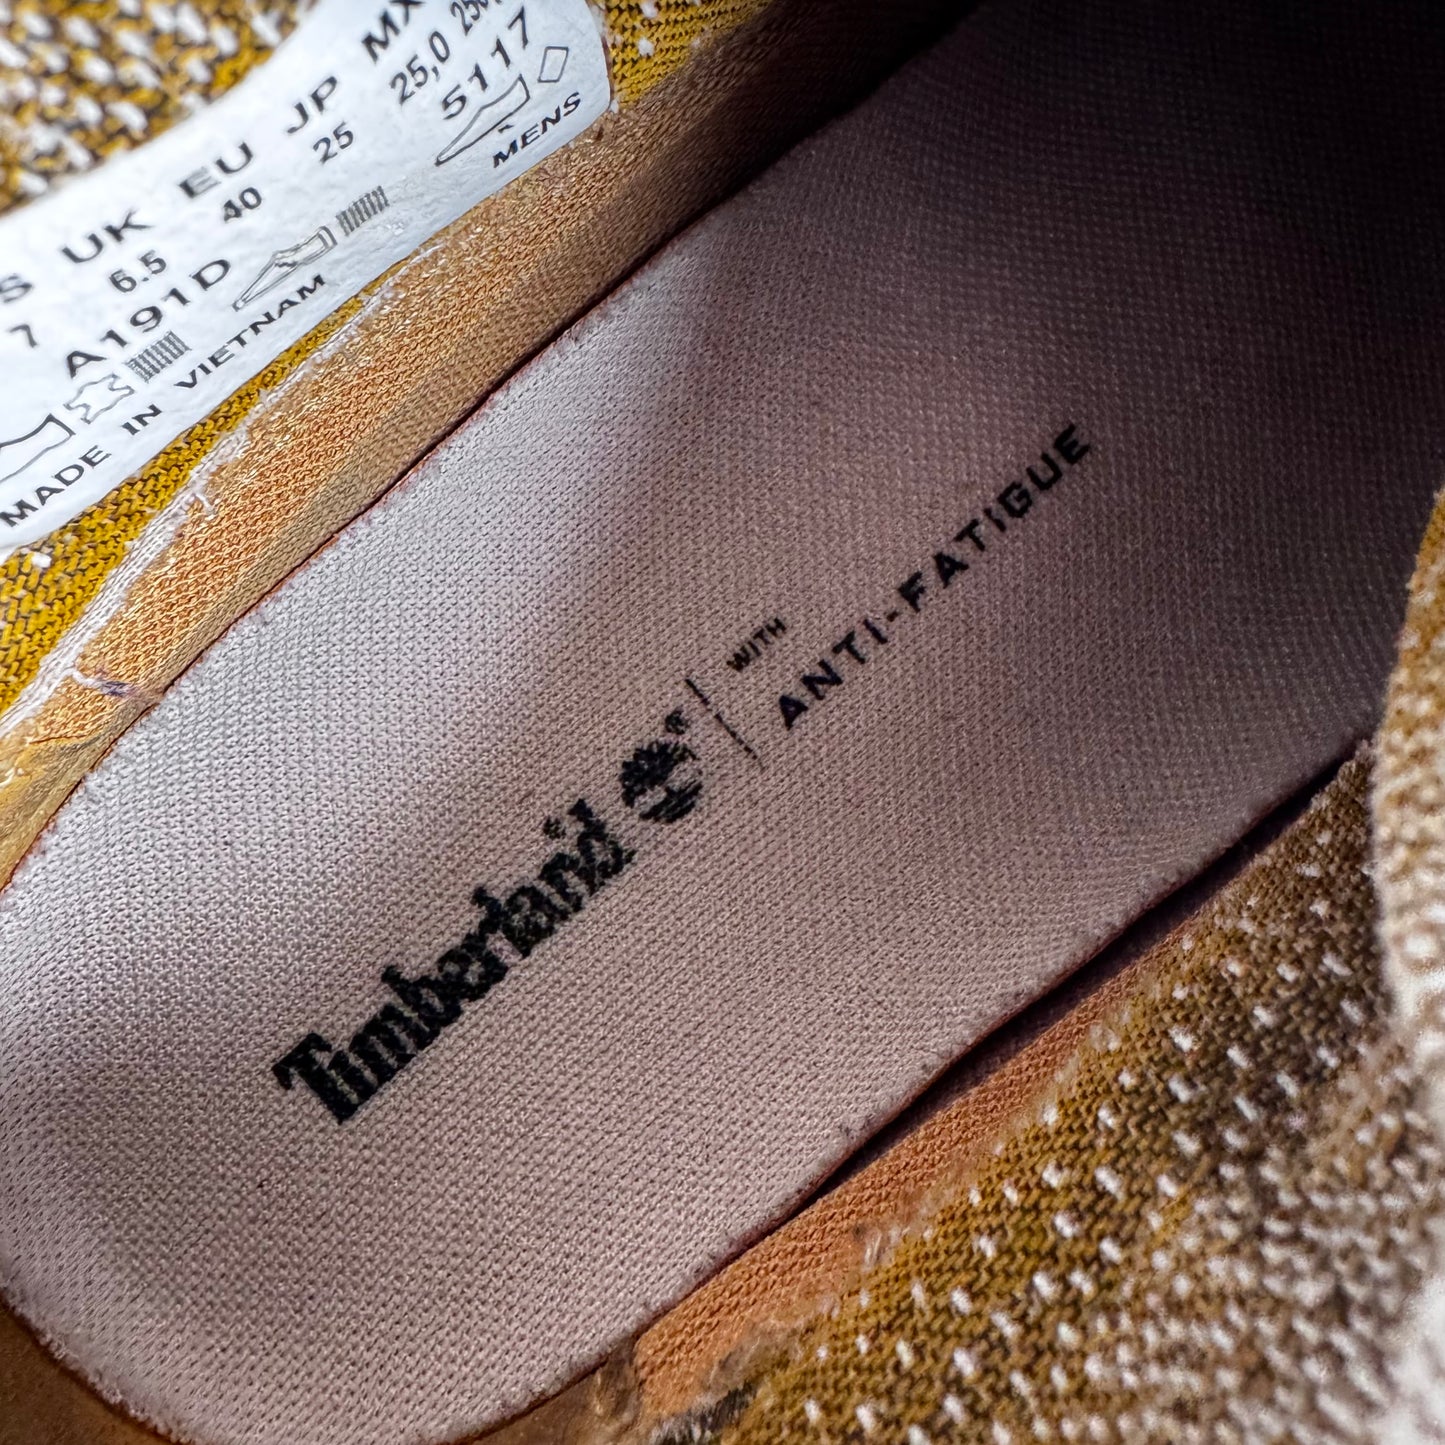 UK EU JP MX
7 6.5 40 25 25,0
A191D 5117
MADE IN VIETNAM MENS
Timberland® WITH
ANTI-FATIGUE